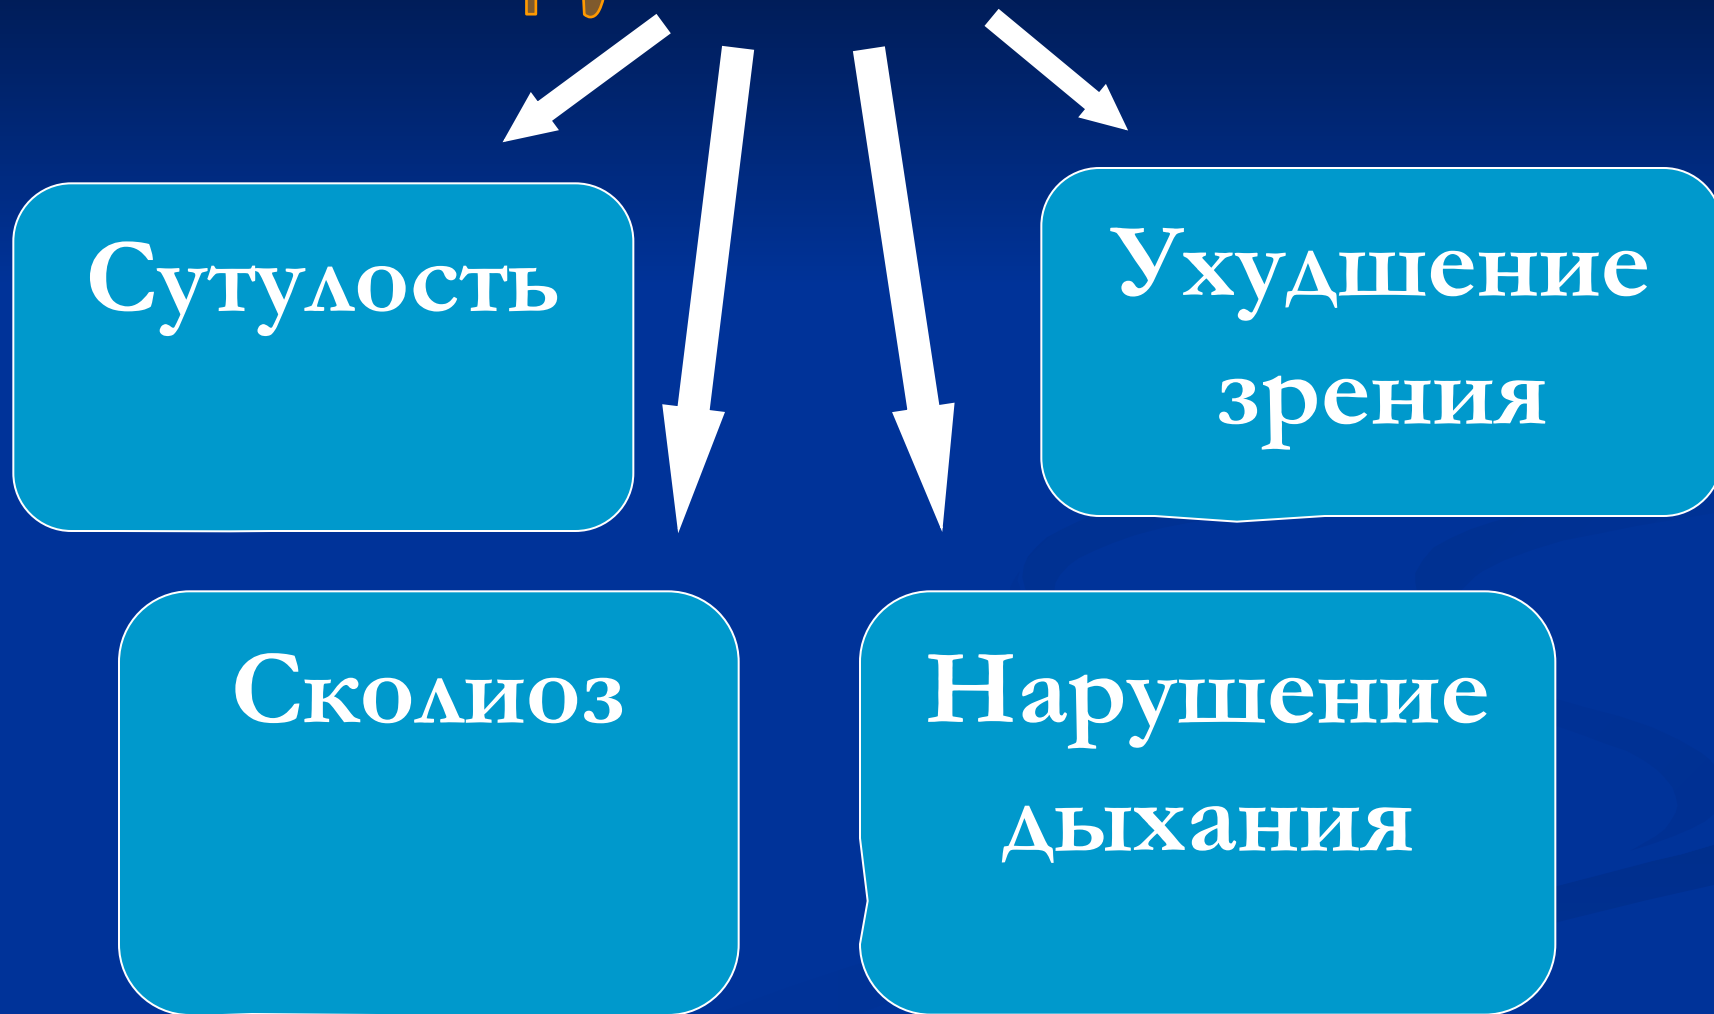 Сутулость
Ухудшение
зрения
Сколиоз
Нарушение
дыхания